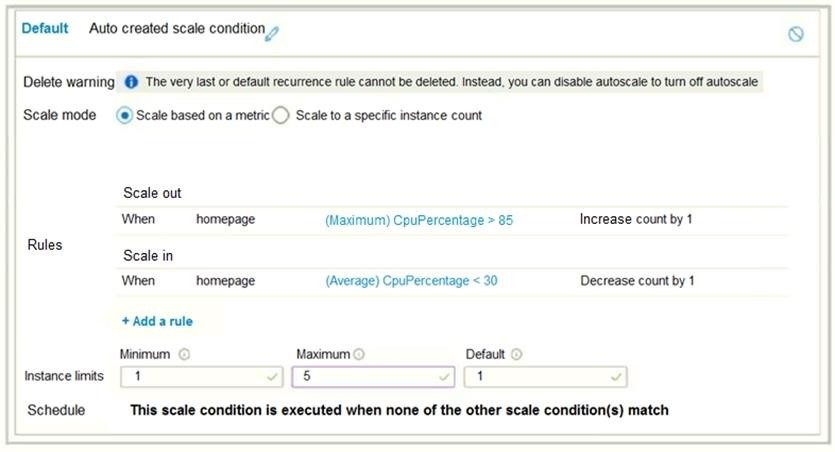 Default Auto created scale condition
Delete warning The very last or default recurrence rule cannot be deleted. Instead, you can disable autoscale to turn off autoscale
Scale mode Scale based on a metric Scale to a specific instance count
Scale out
When homepage (Maximum) CpuPercentage > 85 Increase count by 1
Rules
Scale in
When homepage (Average) CpuPercentage < 30 Decrease count by 1
+ Add a rule
Minimum Maximum Default
Instance limits 1 5 1
Schedule This scale condition is executed when none of the other scale condition(s) match